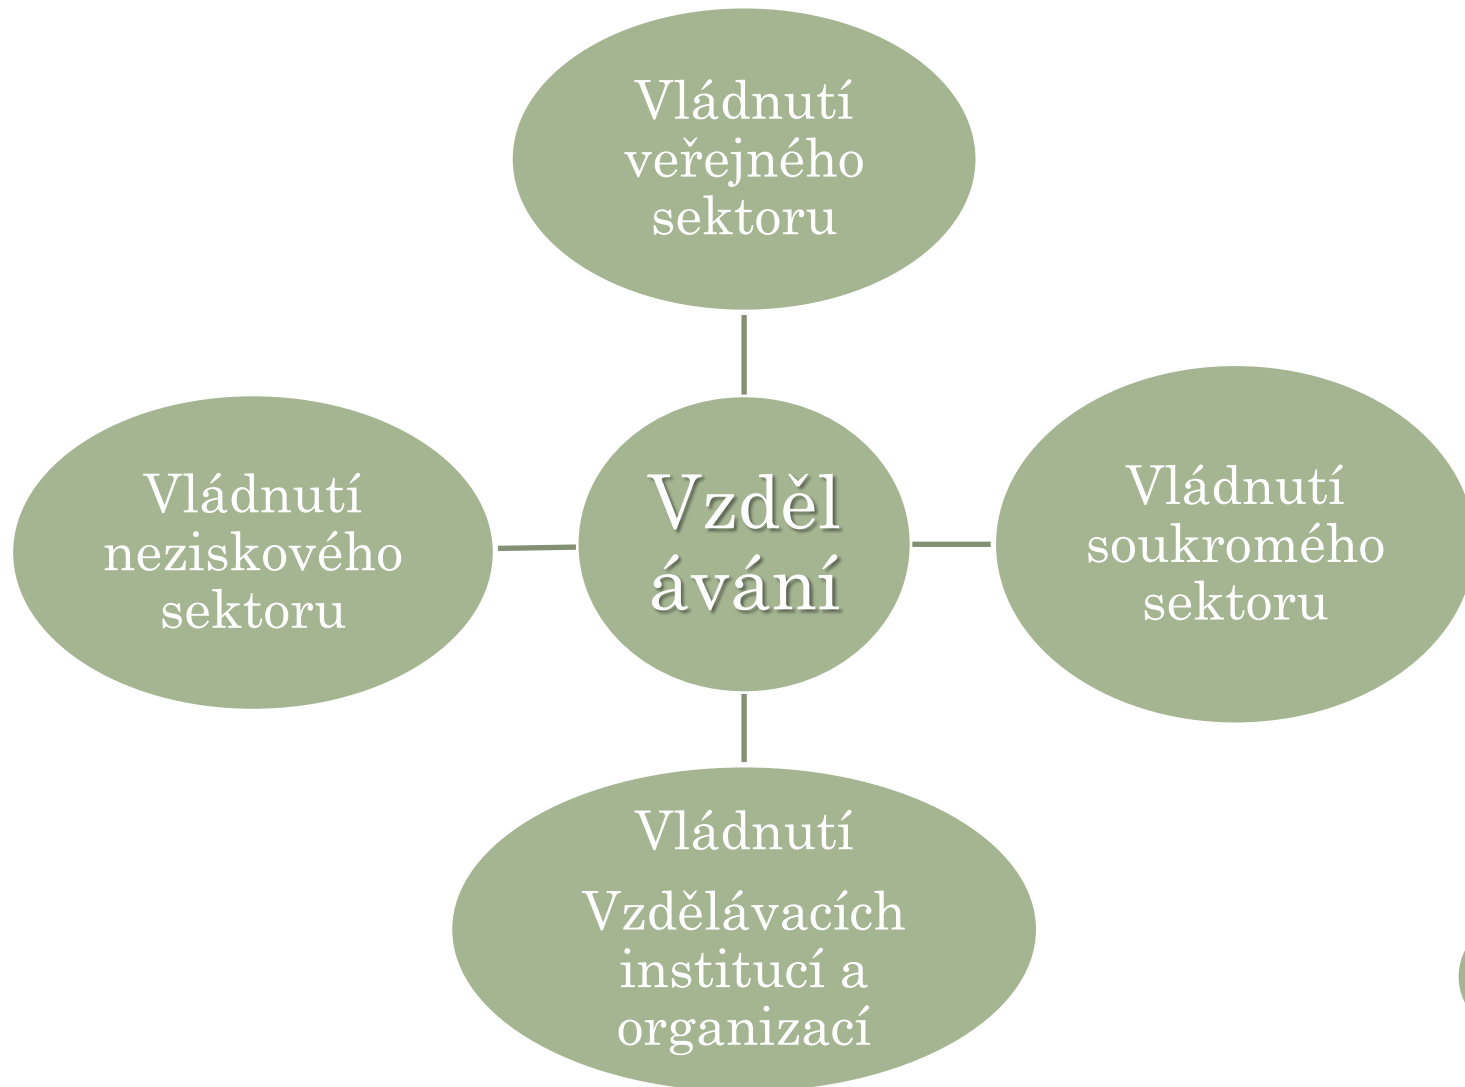 Vládnutí
veřejného
sektoru
Vládnutí
neziskového
sektoru
Vzděl
ávání
Vládnutí
soukromého
sektoru
Vládnutí
Vzdělávacích
institucí a
organizací